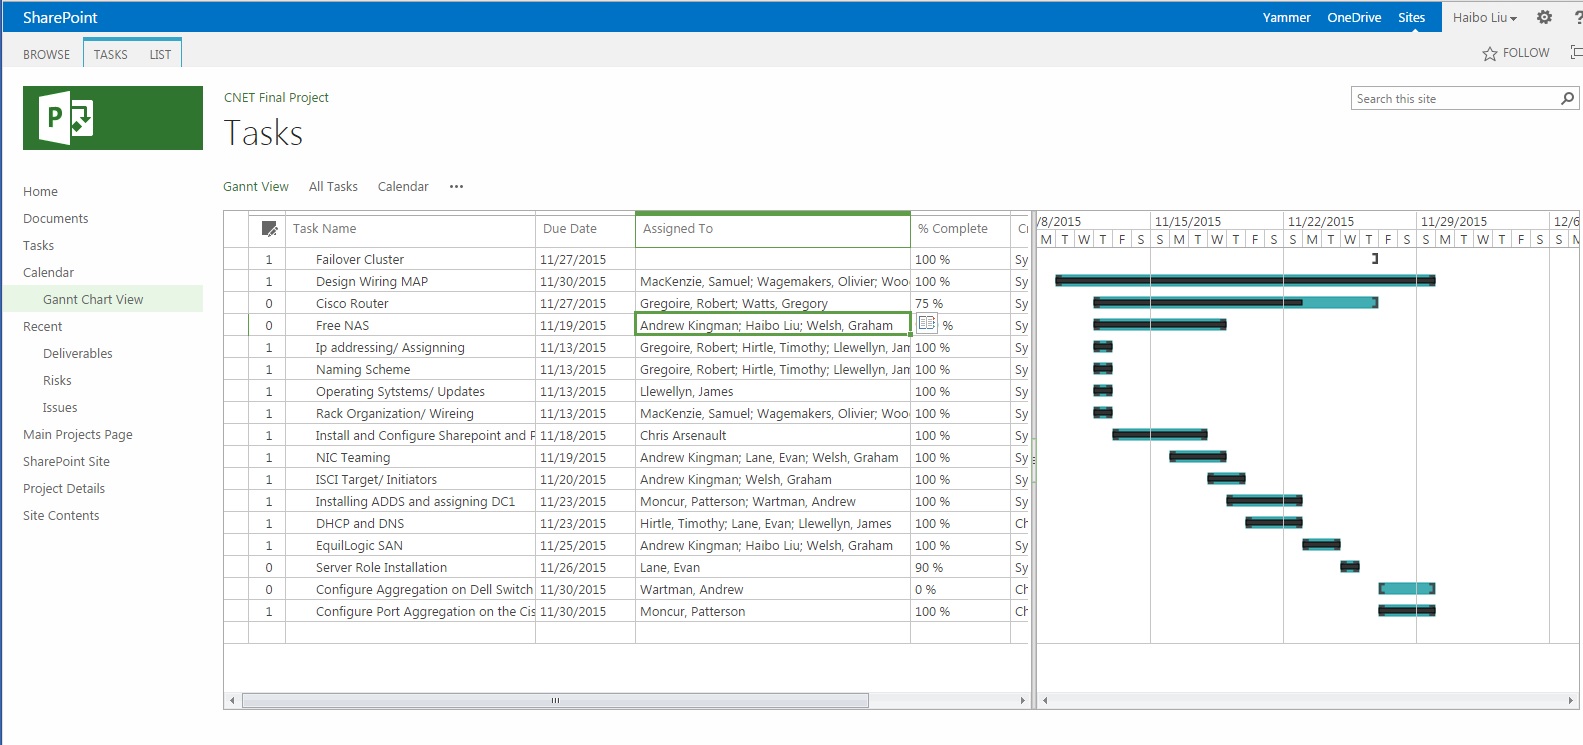 SharePoint Yammer OneDrive Sites Haibo Liu ?
BROWSE TASKS LIST FOLLOW
P
CNET Final Project
Search this site
Tasks
Home
Documents
Tasks
Calendar
Gannt Chart View
Recent
Deliverables
Risks
Issues
Main Projects Page
SharePoint Site
Project Details
Site Contents
Gannt View All Tasks Calendar ...
Task Name Due Date Assigned To % Complete
1 Failover Cluster 11/27/2015 100 % Sy
1 Design Wiring MAP 11/30/2015 MacKenzie, Samuel; Wagemakers, Olivier; Woo 100 % Sy
0 Cisco Router 11/27/2015 Gregoire, Robert; Watts, Gregory 75 % Sy
0 Free NAS 11/19/2015 Andrew Kingman; Haibo Liu; Welsh, Graham % Sy
1 Ip addressing/ Assignning 11/13/2015 Gregoire, Robert; Hirtle, Timothy; Llewellyn, Jam 100 % Sy
1 Naming Scheme 11/13/2015 Gregoire, Robert; Hirtle, Timothy; Llewellyn, Jam 100 % Sy
1 Operating Sytstems/ Updates 11/13/2015 Llewellyn, James 100 % Sy
1 Rack Organization/ Wireing 11/13/2015 MacKenzie, Samuel; Wagemakers, Olivier; Woo 100 % Sy
1 Install and Configure Sharepoint and P 11/18/2015 Chris Arsenault 100 % Sy
1 NIC Teaming 11/19/2015 Andrew Kingman; Lane, Evan; Welsh, Graham 100 % Sy
1 ISCI Target/ Initiators 11/20/2015 Andrew Kingman; Welsh, Graham 100 % Sy
1 Installing ADDS and assigning DC1 11/23/2015 Moncur, Patterson; Wartman, Andrew 100 % Sy
1 DHCP and DNS 11/23/2015 Hirtle, Timothy; Lane, Evan; Llewellyn, James 100 % Ch
1 EquilLogic SAN 11/25/2015 Andrew Kingman; Haibo Liu; Welsh, Graham 100 % Sy
0 Server Role Installation 11/26/2015 Lane, Evan 90 % Sy
0 Configure Aggregation on Dell Switch 11/30/2015 Wartman, Andrew 0 % Ch
1 Configure Port Aggregation on the Cis 11/30/2015 Moncur, Patterson 100 % Ch
/8/2015 11/15/2015 11/22/2015 11/29/2015 12/6
M T W T F S S M T W T F S S M T W T F S S M T W T F S S M